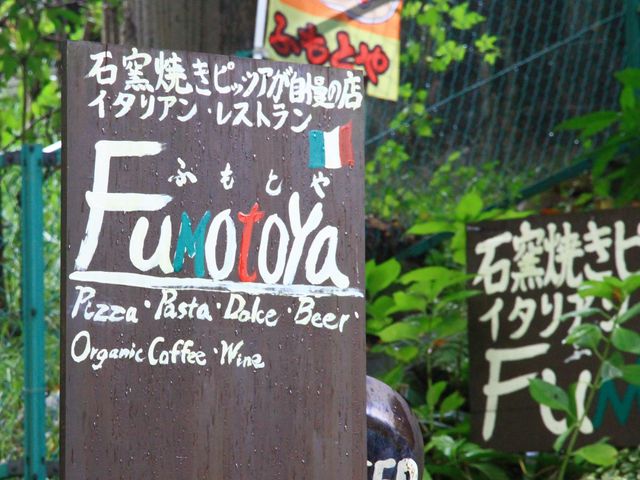 ふもとや
石窯焼きピッツアが自慢の店
イタリアン・レストラン
ふもとや
FuMotoYa
Pizza・Pasta・Dolce・Beer・
Organic Coffee・Wine
石窯焼きピ
イタリア
Fu